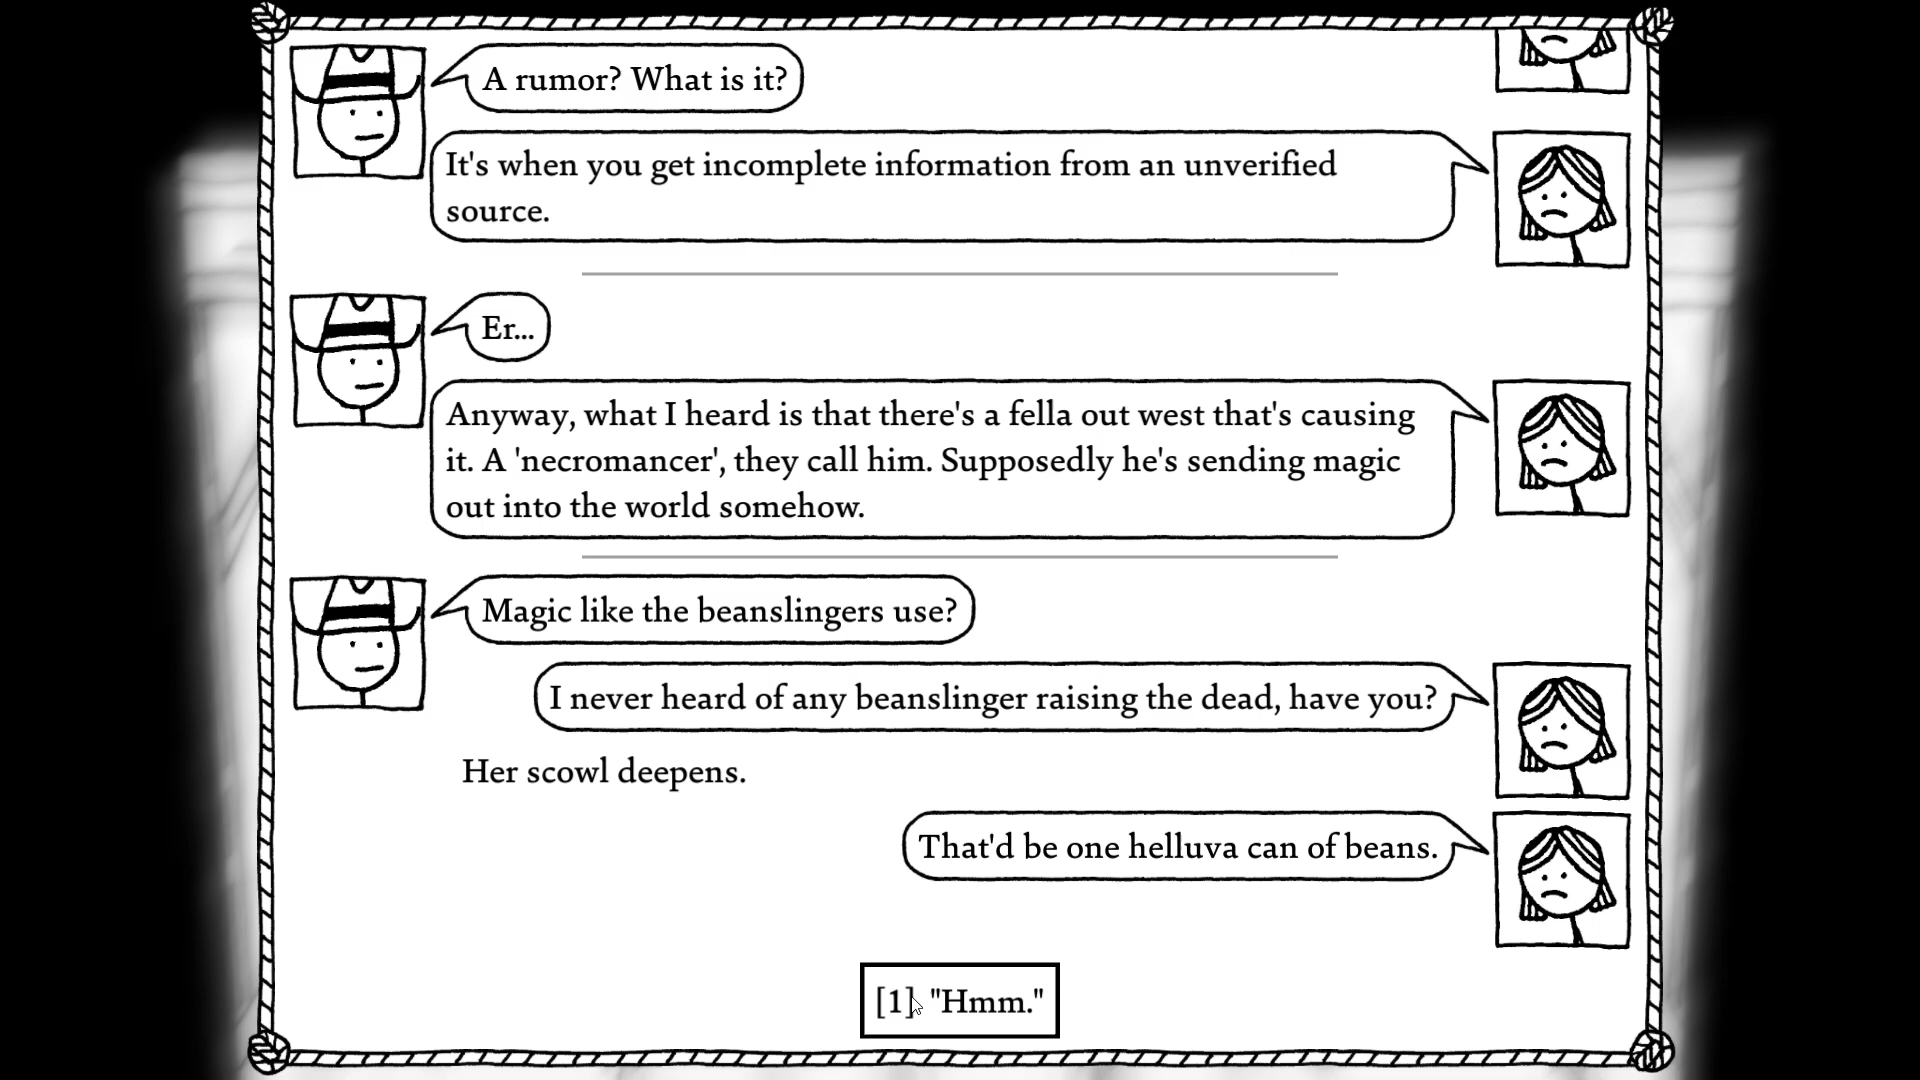 A rumor? What is it?
It's when you get incomplete information from an unverified
source.
Er...
Anyway, what I heard is that there's a fella out west that's causing
it. A 'necromancer', they call him. Supposedly he's sending magic
out into the world somehow.
Magic like the beanslingers use?
I never heard of any beanslinger raising the dead, have you?
Her scowl deepens.
That'd be one helluva can of beans.
[1] "Hmm."